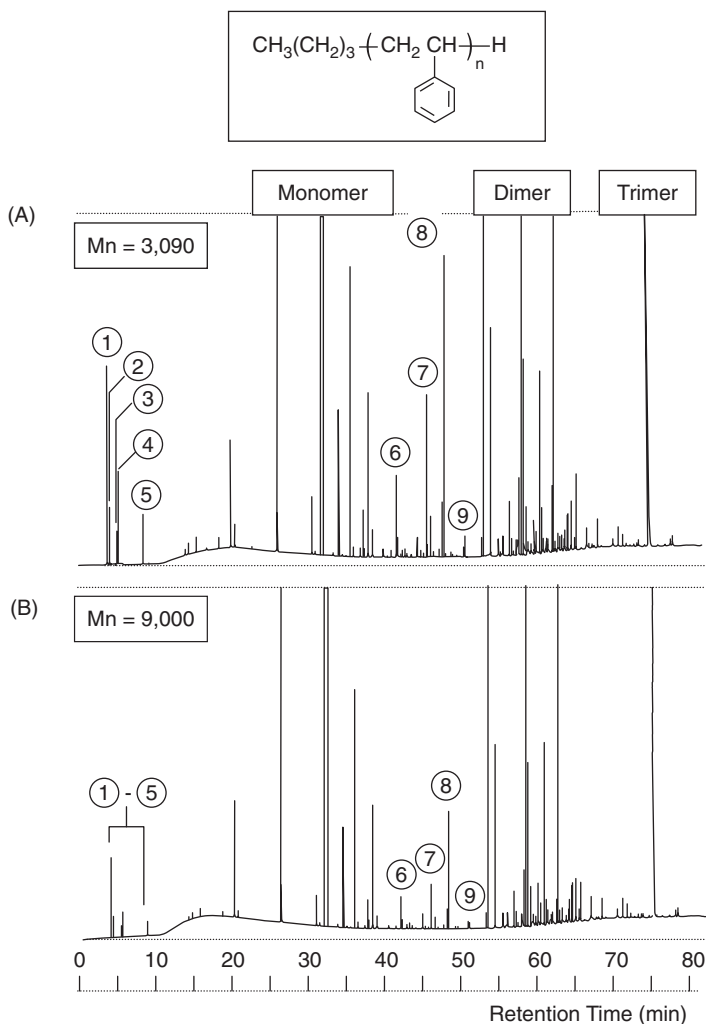 CH3(CH2)3 ( CH2 CH ) n H
Monomer Dimer Trimer
(A)
Mn = 3,090
8
1
2
7
3
4
6
5
9
(B)
Mn = 9,000
1 - 5
8
7
6
9
0 10 20 30 40 50 60 70 80
Retention Time (min)